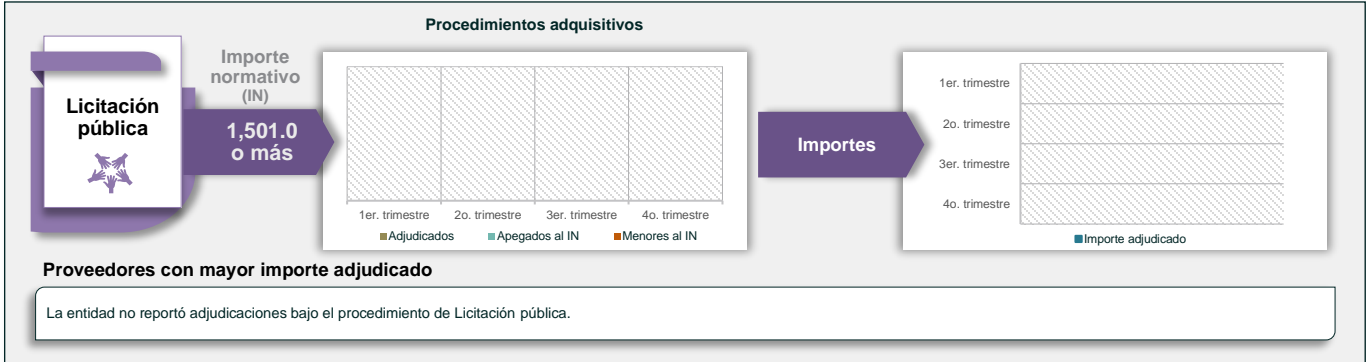 Procedimientos adquisitivos
Licitación
pública
Importe
normativo
(IN)
1,501.0
o más
1er. trimestre
2o. trimestre
3er. trimestre
4o. trimestre
Adjudicados
Apegados al IN
Menores al IN
Importes
1er. trimestre
2o. trimestre
3er. trimestre
4o. trimestre
Importe adjudicado
Proveedores con mayor importe adjudicado
La entidad no reportó adjudicaciones bajo el procedimiento de Licitación pública.